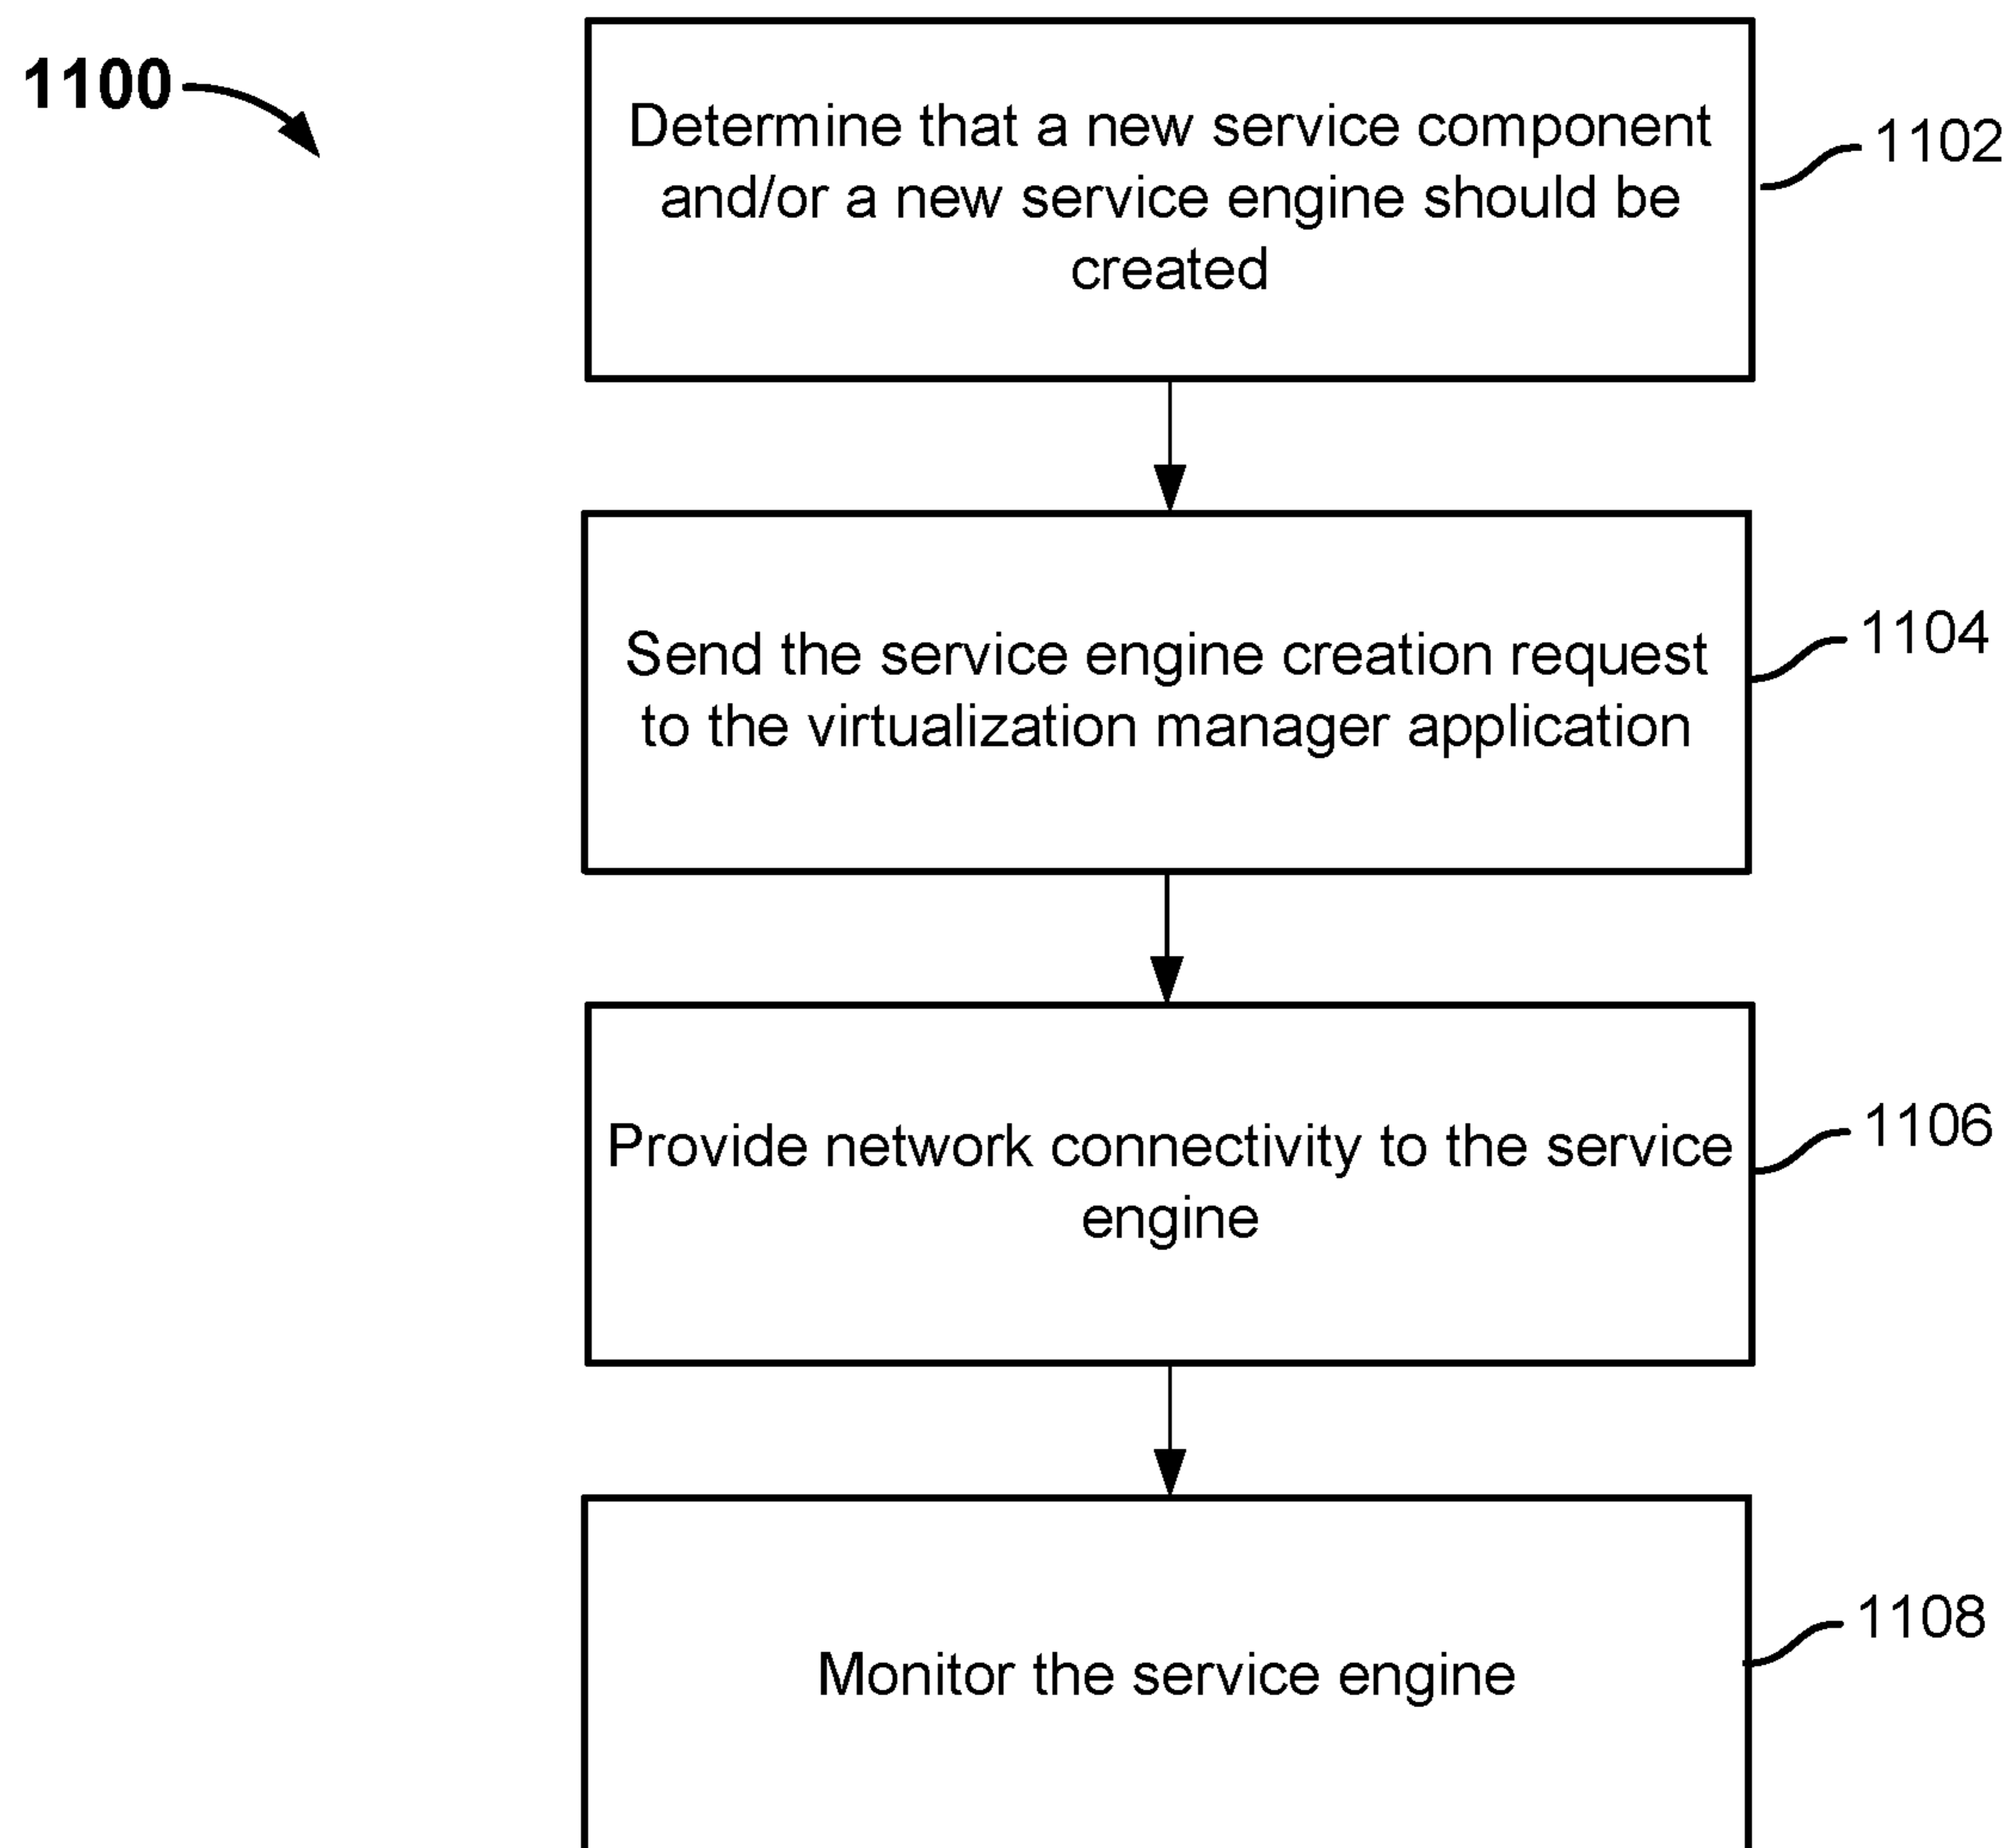 1100
Determine that a new service component
and/or a new service engine should be
created
1102
Send the service engine creation request
to the virtualization manager application
1104
Provide network connectivity to the service
engine
1106
Monitor the service engine
1108